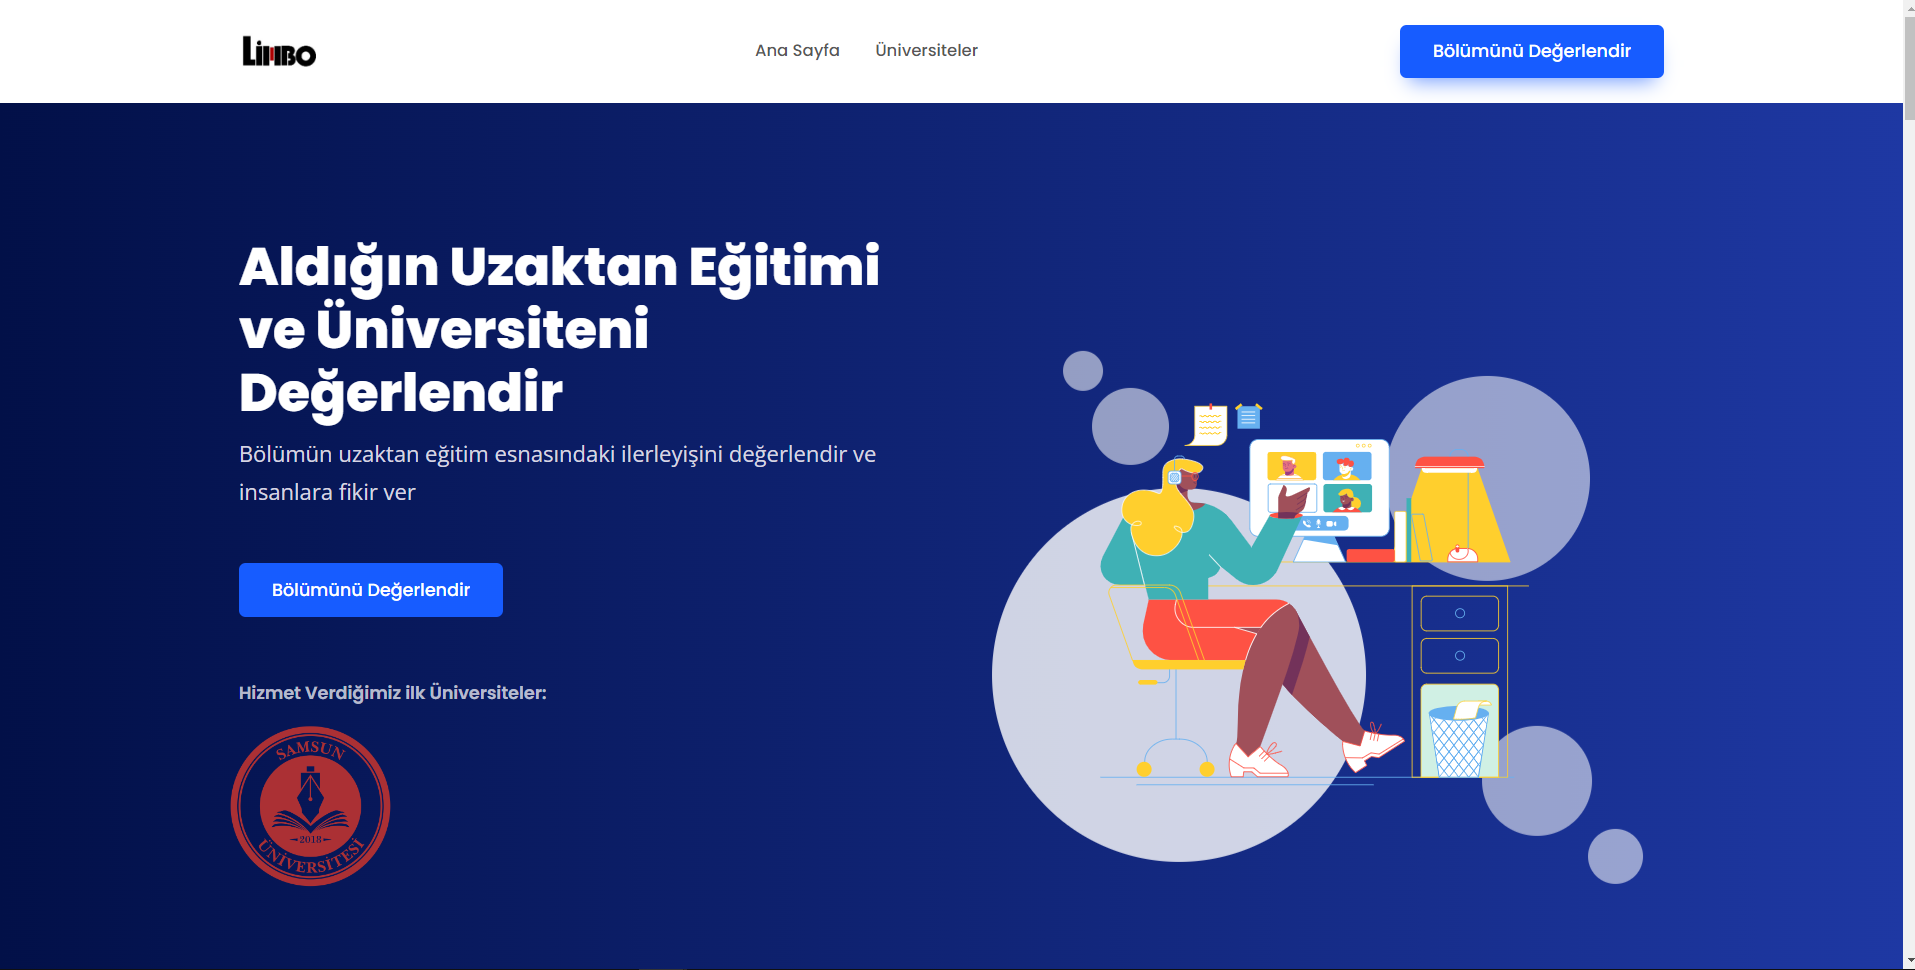 LiMBO
Ana Sayfa
Üniversiteler
Bölümünü Değerlendir
Aldığın Uzaktan Eğitimi
ve Üniversiteni
Değerlendir
Bölümün uzaktan eğitim esnasındaki ilerleyişini değerlendir ve
insanlara fikir ver
Bölümünü Değerlendir
Hizmet Verdiğimiz ilk Üniversiteler:
SAMSUN
2018
ÜNİVERSİTESİ